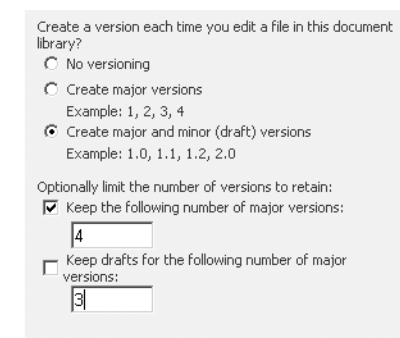 Create a version each time you edit a file in this document
library?
No versioning
Create major versions
Example: 1, 2, 3, 4
Create major and minor (draft) versions
Example: 1.0, 1.1, 1.2, 2.0
Optionally limit the number of versions to retain:
Keep the following number of major versions:
4
Keep drafts for the following number of major
versions:
3